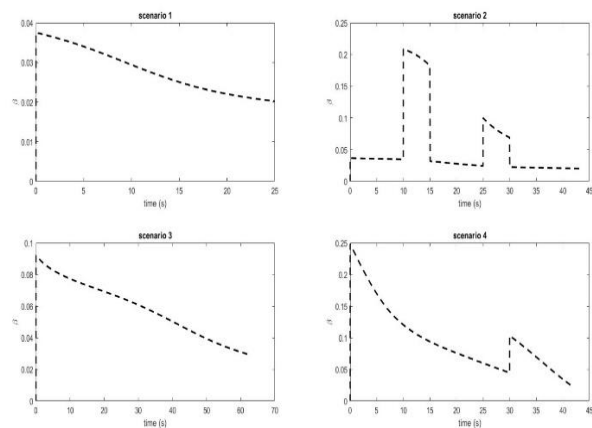 scenario 1
0.04
0.03
0.02
0.01
0
0 5 10 15 20 25
time (s)
β
scenario 2
0.25
0.2
0.15
0.1
0.05
0
0 5 10 15 20 25 30 35 40 45
time (s)
β
scenario 3
0.1
0.08
0.06
0.04
0.02
0
0 10 20 30 40 50 60 70
time (s)
β
scenario 4
0.25
0.2
0.15
0.1
0.05
0
0 5 10 15 20 25 30 35 40 45
time (s)
β